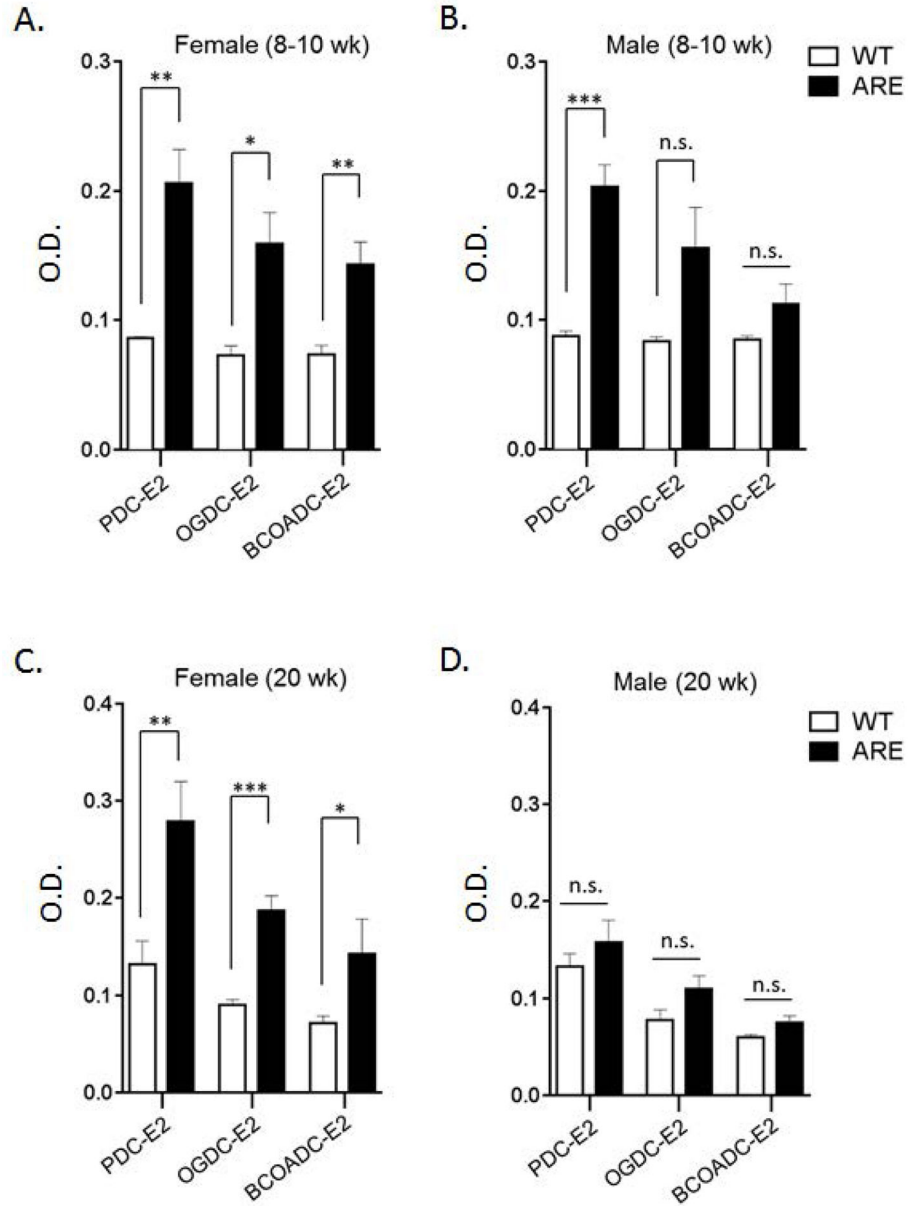 A.
Female (8-10 wk)
O.D.
0.3
0.2
0.1
0.0
**
*
**
PDC-E2
OGDC-E2
BCOADC-E2
B.
Male (8-10 wk)
WT
ARE
O.D.
0.3
0.2
0.1
0.0
***
n.s.
n.s.
PDC-E2
OGDC-E2
BCOADC-E2
C.
Female (20 wk)
O.D.
0.4
0.3
0.2
0.1
0.0
**
***
*
PDC-E2
OGDC-E2
BCOADC-E2
D.
Male (20 wk)
WT
ARE
O.D.
0.4
0.3
0.2
0.1
0.0
n.s.
n.s.
n.s.
PDC-E2
OGDC-E2
BCOADC-E2